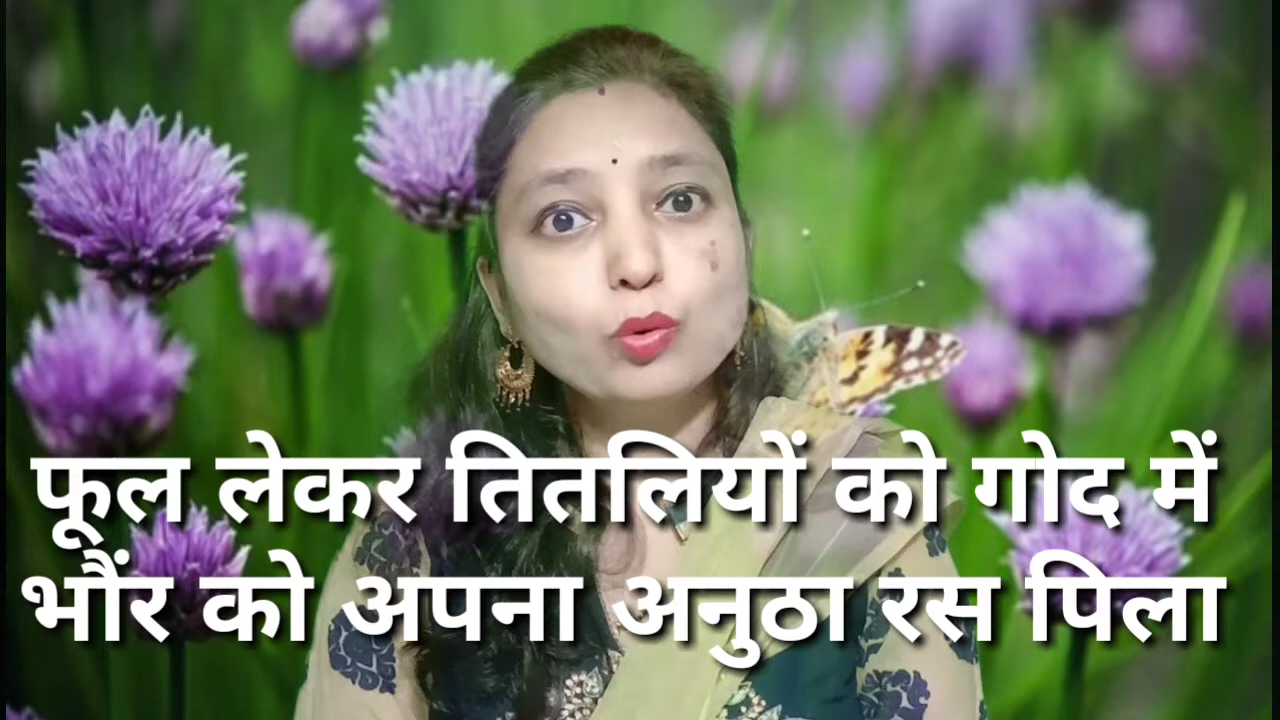 फूल लेकर तितलियों को गोद में
भौंर को अपना अनुठा रस पिला